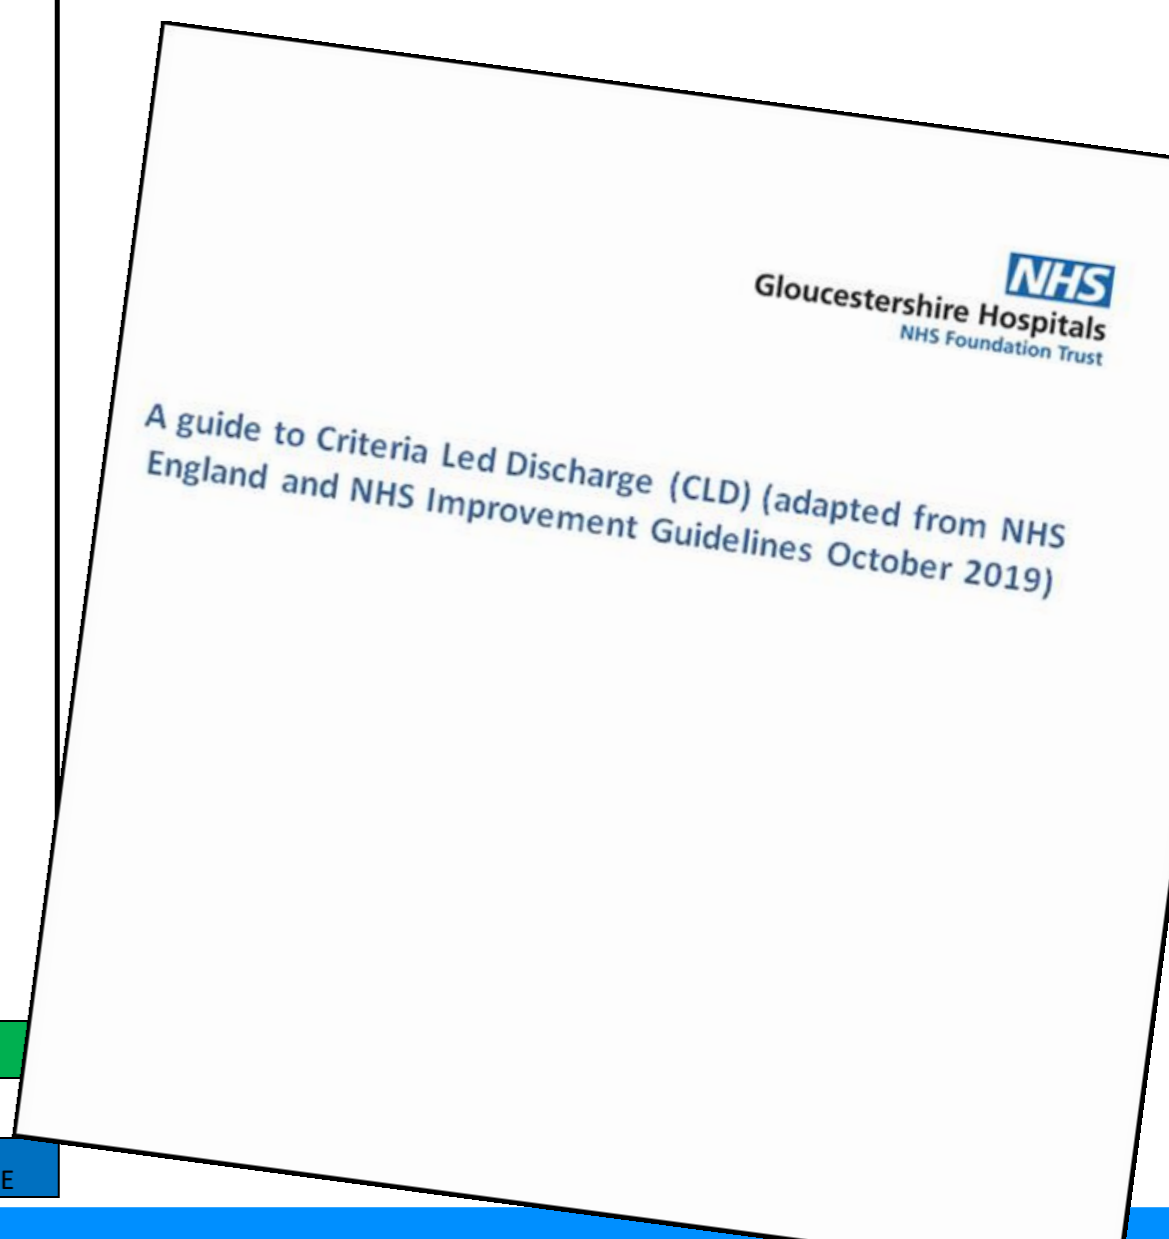 NHS
Gloucestershire Hospitals
NHS Foundation Trust
A guide to Criteria Led Discharge (CLD) (adapted from NHS
England and NHS Improvement Guidelines October 2019)
E